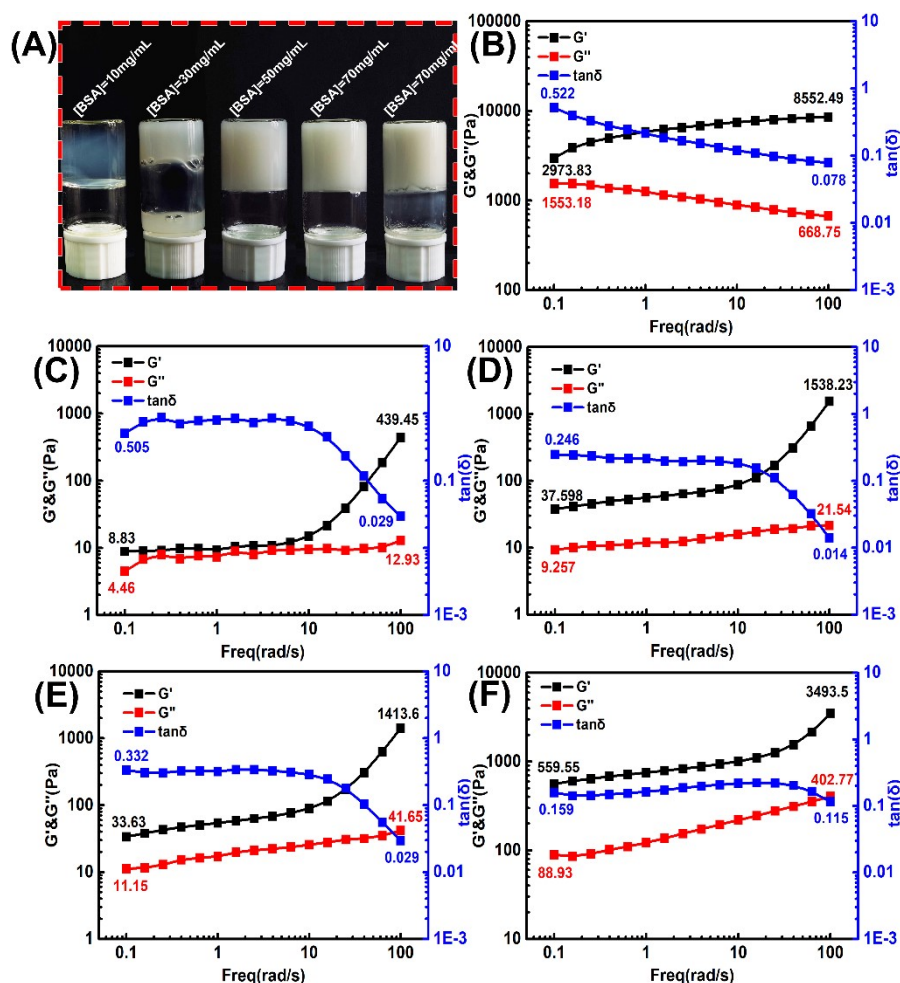 (A)
[BSA]=10mg/mL
[BSA]=30mg/mL
[BSA]=50mg/mL
[BSA]=70mg/mL
[BSA]=70mg/mL
(B)
G'
G''
tanδ
0.522
2973.83
1553.18
8552.49
0.078
668.75
100000
10000
1000
100
G'&G''(Pa)
10
1
0.1
0.01
1E-3
tan(δ)
0.1
1
10
100
Freq(rad/s)
(C)
G'
G''
tanδ
0.505
8.83
4.46
439.45
0.029
12.93
10000
1000
100
10
1
G'&G''(Pa)
10
1
0.1
0.01
1E-3
tan(δ)
0.1
1
10
100
Freq(rad/s)
(D)
G'
G''
tanδ
0.246
37.598
9.257
1538.23
21.54
0.014
10000
1000
100
10
1
G'&G''(Pa)
10
1
0.1
0.01
1E-3
tan(δ)
0.1
1
10
100
Freq(rad/s)
(E)
G'
G''
tanδ
0.332
33.63
11.15
1413.6
41.65
0.029
10000
1000
100
10
1
G'&G''(Pa)
10
1
0.1
0.01
1E-3
tan(δ)
0.1
1
10
100
Freq(rad/s)
(F)
G'
G''
tanδ
559.55
0.159
88.93
3493.5
402.77
0.115
10000
1000
100
10
G'&G''(Pa)
10
1
0.1
0.01
1E-3
tan(δ)
0.1
1
10
100
Freq(rad/s)